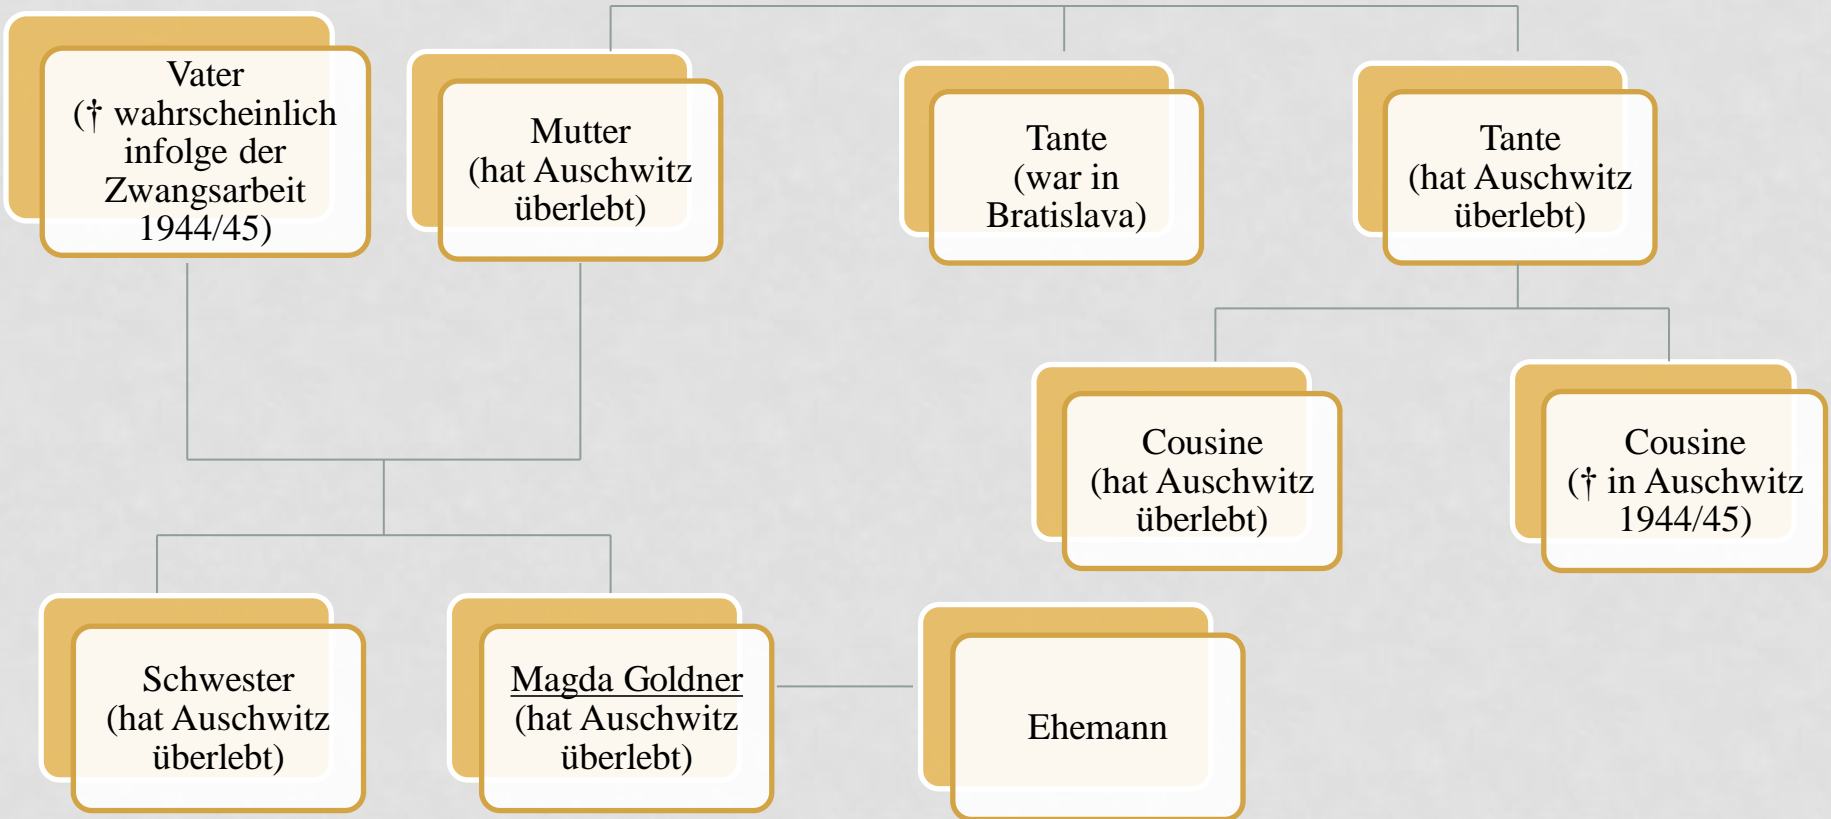 Vater
(† wahrscheinlich
infolge der
Zwangsarbeit
1944/45)
Mutter
(hat Auschwitz
überlebt)
Tante
(war in
Bratislava)
Tante
(hat Auschwitz
überlebt)
Cousine
(hat Auschwitz
überlebt)
Cousine
(† in Auschwitz
1944/45)
Schwester
(hat Auschwitz
überlebt)
Magda Goldner
(hat Auschwitz
überlebt)
Ehemann